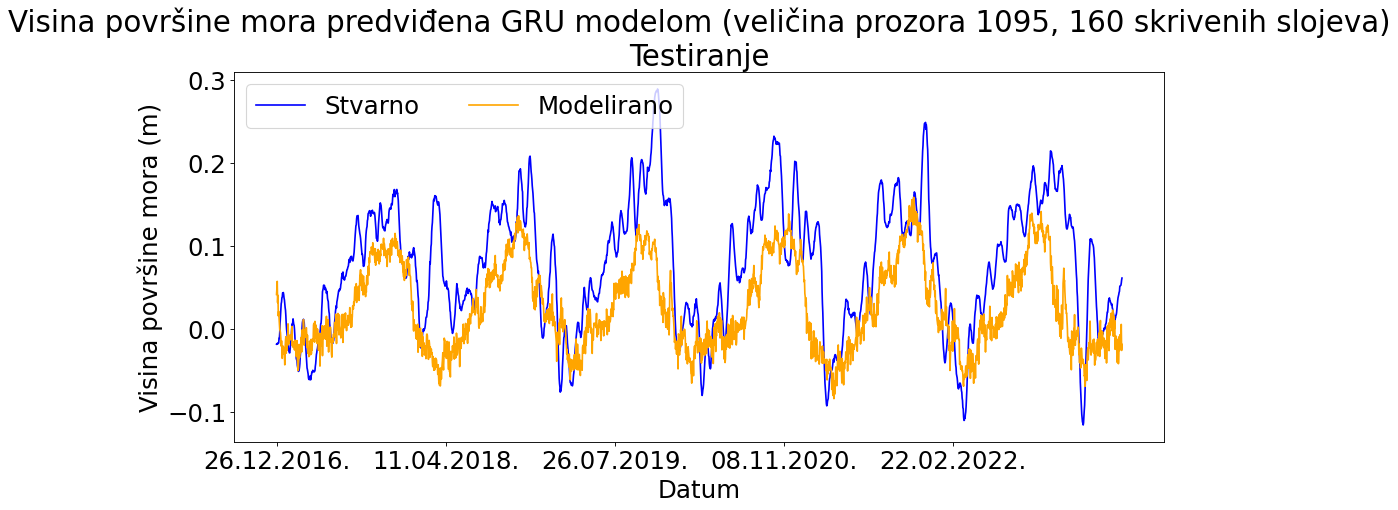 Visina površine mora predviđena GRU modelom (veličina prozora 1095, 160 skrivenih slojeva)
Testiranje
Stvarno
Modelirano
Visina površine mora (m)
0.3
0.2
0.1
0.0
−0.1
26.12.2016.
11.04.2018.
26.07.2019.
08.11.2020.
22.02.2022.
Datum